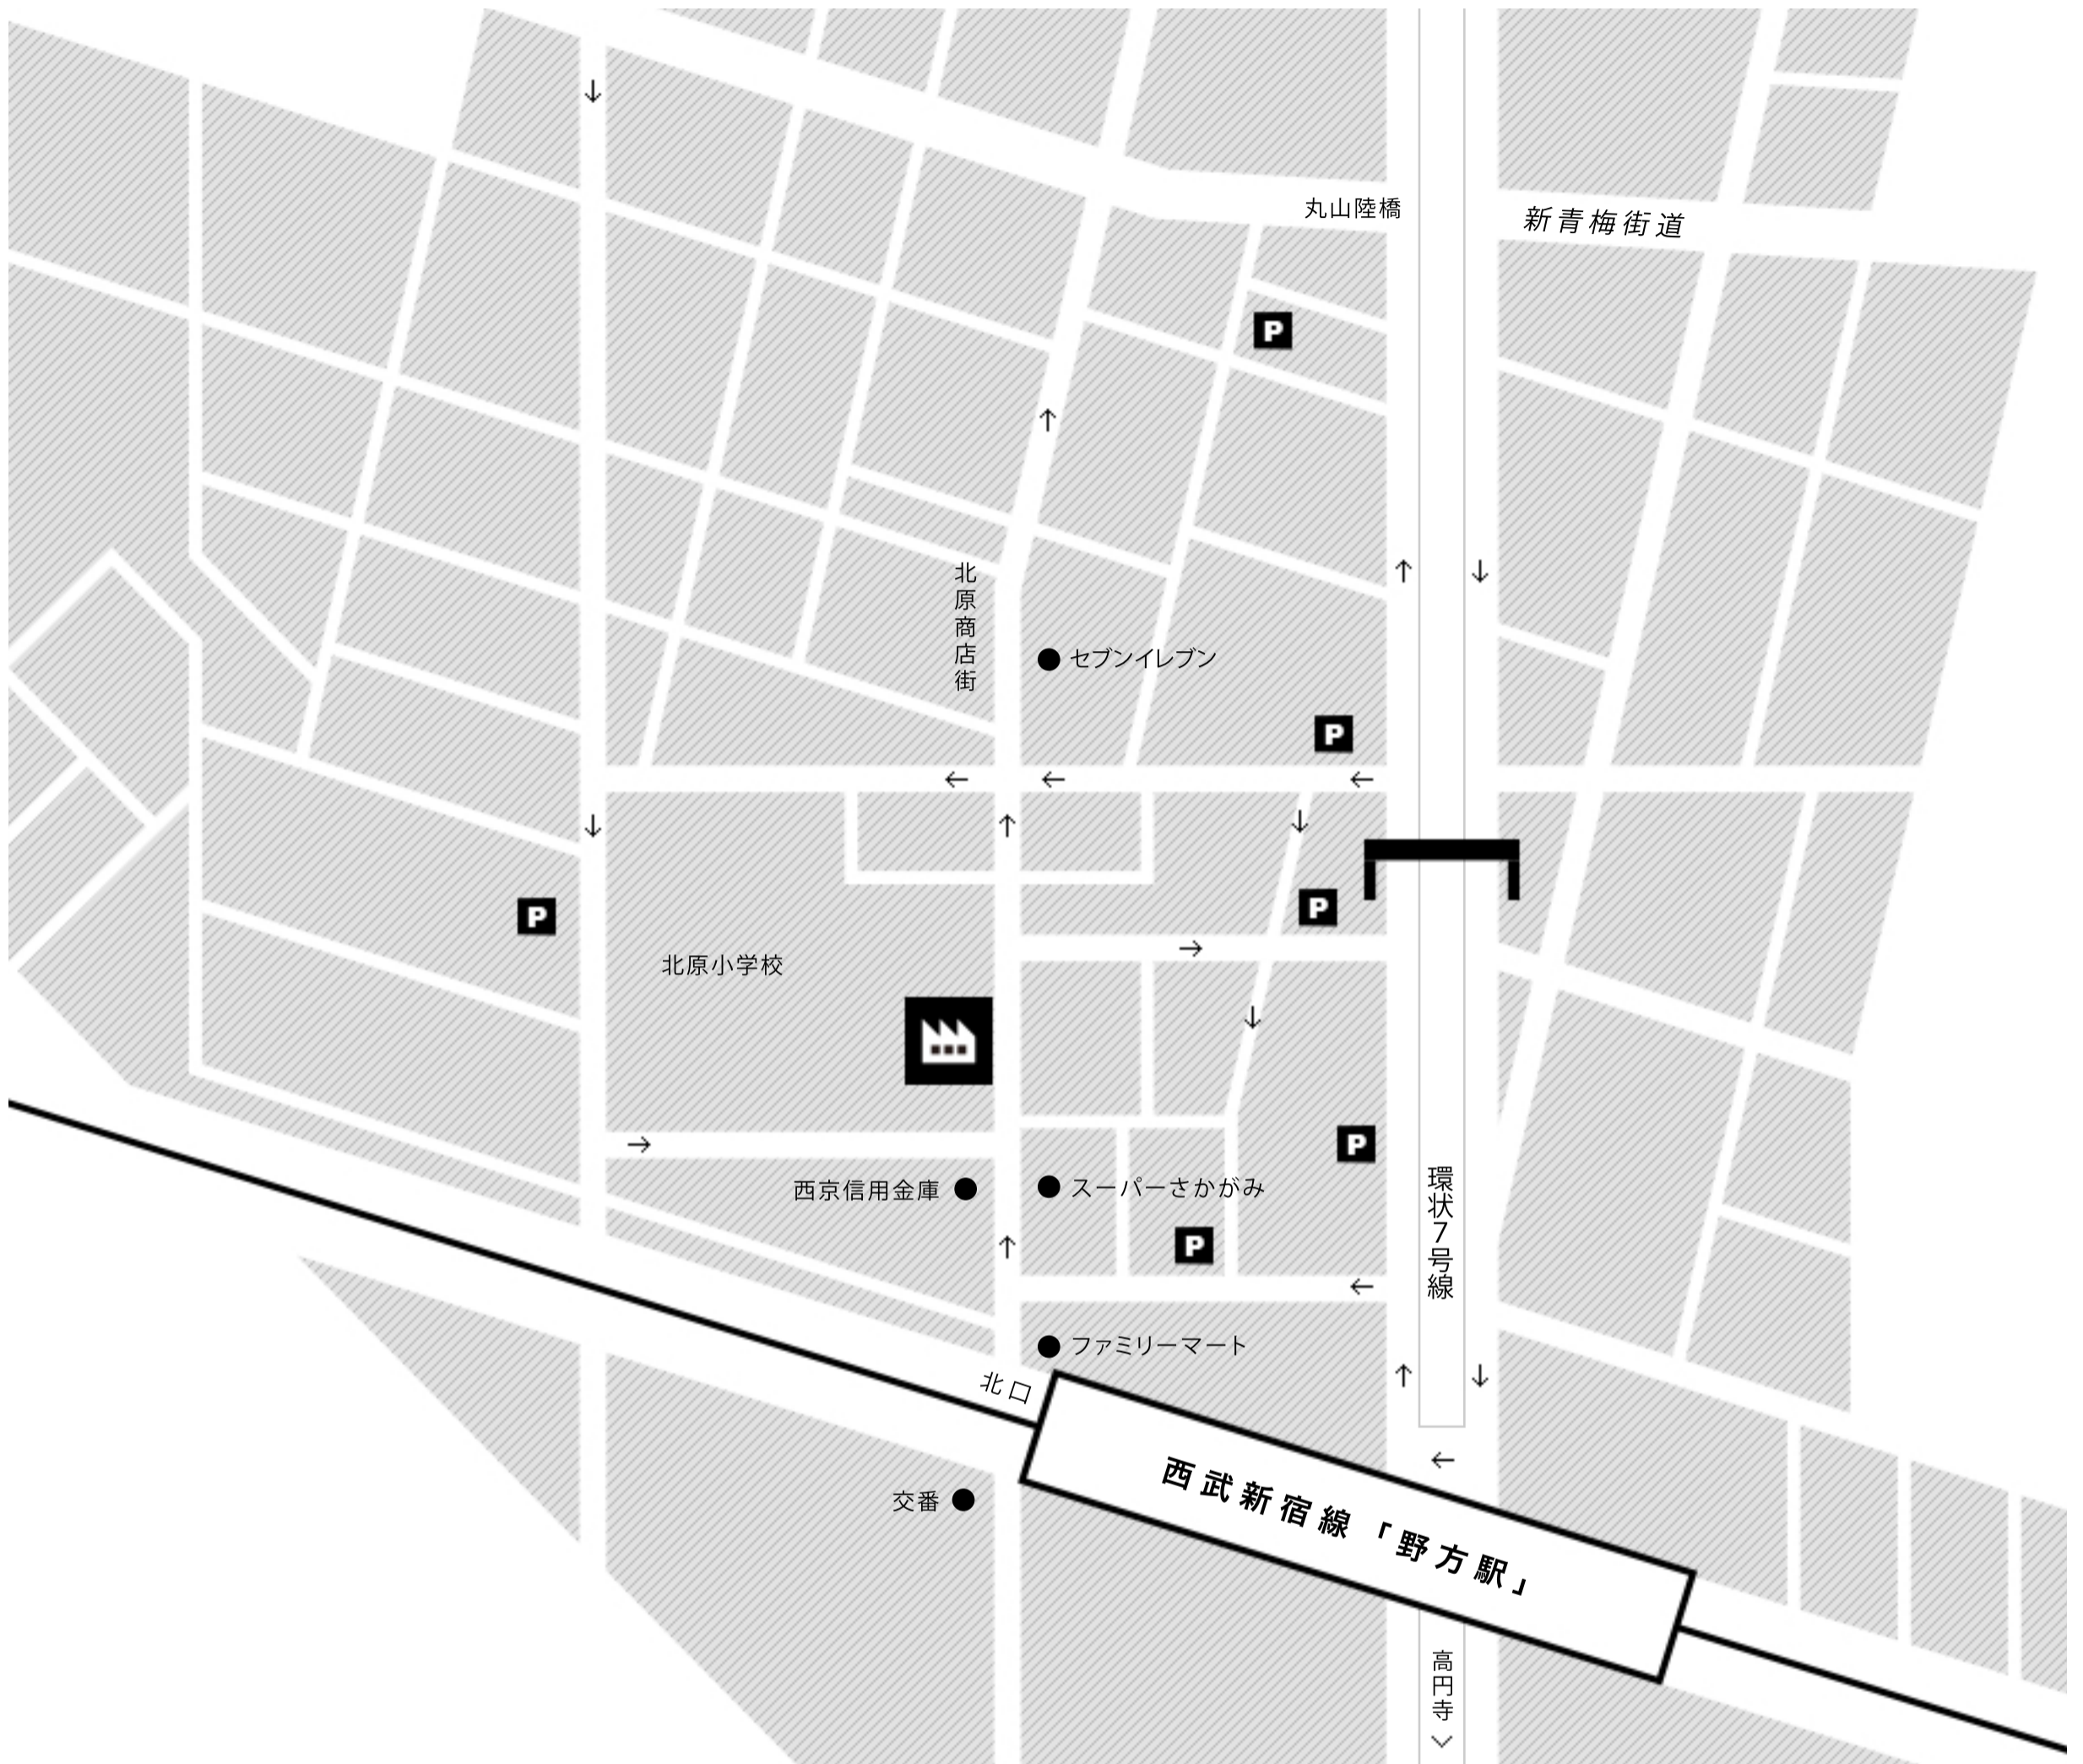 丸山陸橋
新青梅街道
P
北原商店街
セブンイレブン
P
P
P
北原小学校
P
西京信用金庫
スーパーさかがみ
環状7号線
P
ファミリーマート
北口
西武新宿線「野方駅」
交番
高円寺